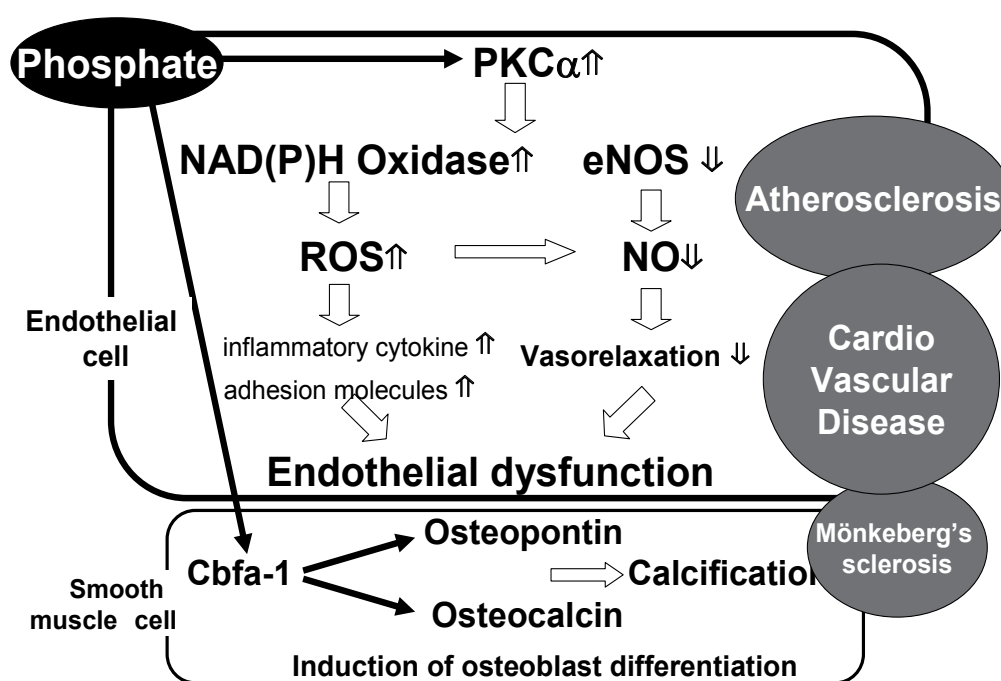 Phosphate
PKCα⇑
NAD(P)H Oxidase⇑
eNOS ⇓
Atherosclerosis
ROS⇑
NO⇓
Endothelial
cell
inflammatory cytokine ⇑
adhesion molecules ⇑
Vasorelaxation ⇓
Cardio
Vascular
Disease
Endothelial dysfunction
Mönkeberg's
sclerosis
Smooth
muscle cell
Cbfa-1
Osteopontin
Calcification
Osteocalcin
Induction of osteoblast differentiation